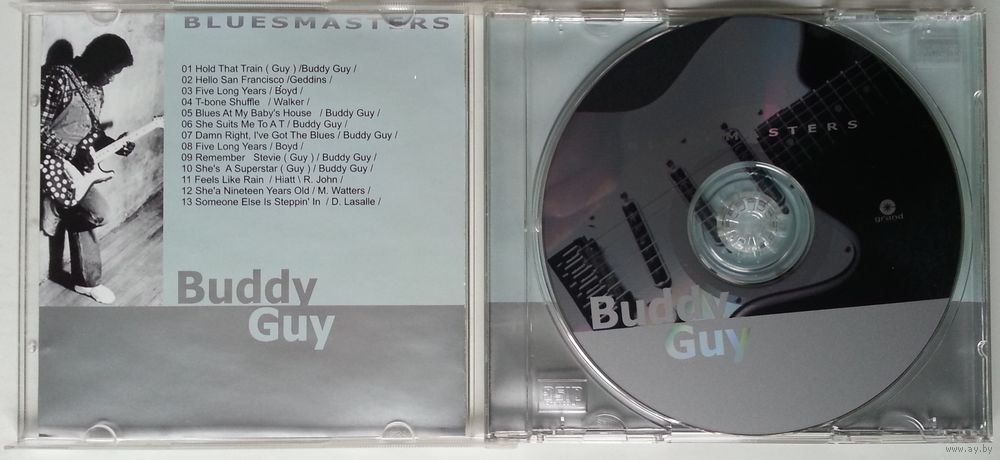 BLUESMASTERS
01 Hold That Train ( Guy ) /Buddy Guy /
02 Hello San Francisco /Geddins /
03 Five Long Years / Boyd /
04 T-bone Shuffle / Walker /
05 Blues At My Baby's House / Buddy Guy /
06 She Suits Me To A T / Buddy Guy /
07 Damn Right, I've Got The Blues / Buddy Guy /
08 Five Long Years / Boyd /
09 Remember Stevie ( Guy ) / Buddy Guy /
10 She's A Superstar ( Guy ) / Buddy Guy /
11 Feels Like Rain / Hiatt \ R. John /
12 She'a Nineteen Years Old / M. Watters /
13 Someone Else Is Steppin' In / D. Lasalle /
Buddy
Guy
STERS
grand
Buddy
Guy
www.ay.by